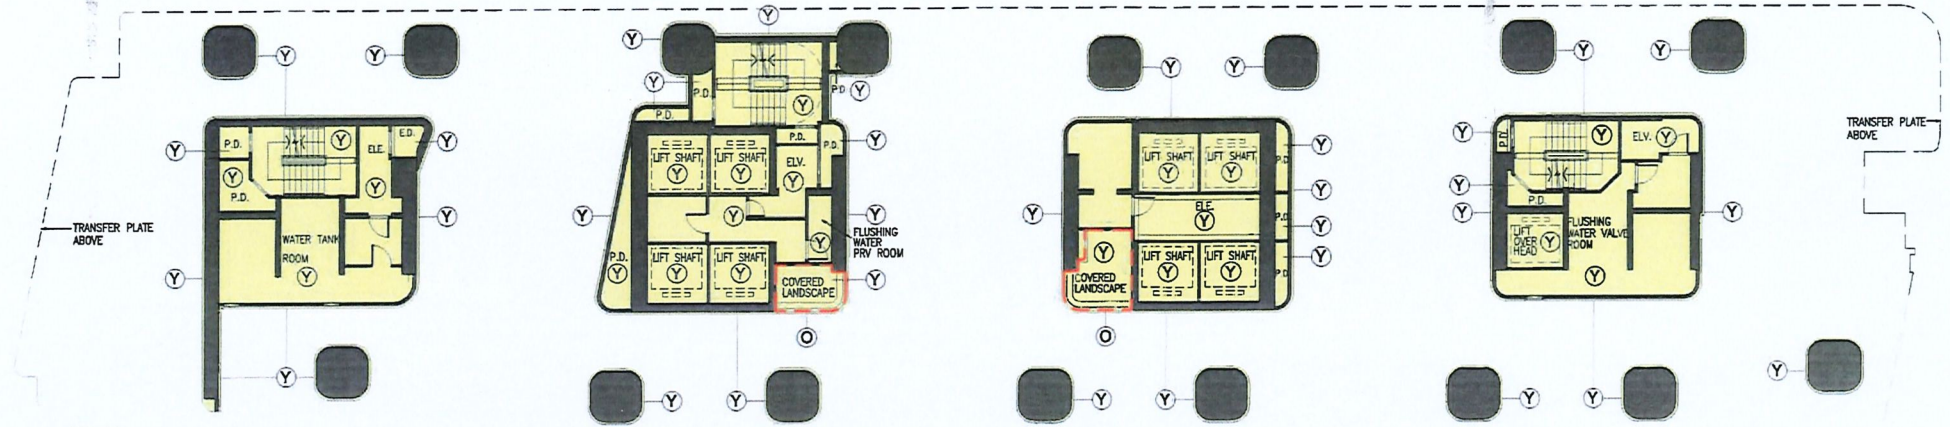 Y
Y
Y
P.D.
Y
ELE.
E.D.
Y
Y
P.D.
Y
Y
WATER TANK
ROOM
Y
Y
Y
TRANSFER PLATE
ABOVE
Y
Y
Y
P.D.
P.D.
Y
P.D.
Y
P.D.
P.D.
Y
LIFT SHAFT
Y
LIFT SHAFT
Y
ELV.
Y
Y
Y
Y
FLUSHING
WATER
PRV ROOM
Y
P.D.
Y
LIFT SHAFT
Y
LIFT SHAFT
Y
COVERED
LANDSCAPE
Y
O
Y
Y
Y
Y
LIFT SHAFT
Y
LIFT SHAFT
Y
P.D.
Y
Y
Y
ELE.
Y
P.D.
Y
Y
COVERED
LANDSCAPE
LIFT SHAFT
Y
LIFT SHAFT
Y
P.D.
Y
O
Y
Y
Y
Y
Y
P.D.
Y
ELV.
Y
Y
P.D.
Y
FLUSHING
WATER VALVE
ROOM
LIFT
OVER
HEAD
Y
Y
Y
Y
Y
Y
TRANSFER PLATE
ABOVE